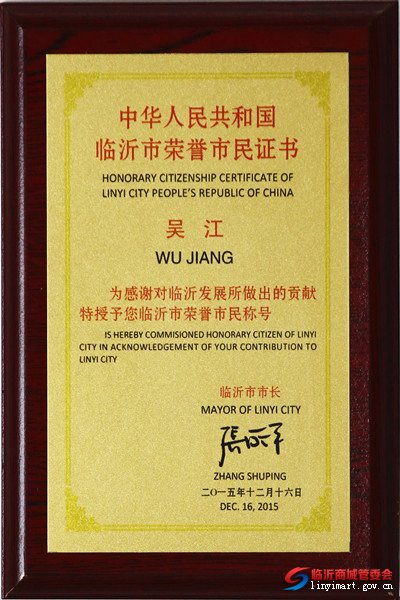 中华人民共和国
临沂市荣誉市民证书
HONORARY CITIZENSHIP CERTIFICATE OF
LINYI CITY PEOPLE'S REPUBLIC OF CHINA
吴 江
WU JIANG
为感谢对临沂发展所做出的贡献
特授予您临沂市荣誉市民称号
IS HEREBY COMMISIONED HONORARY CITIZEN OF LINYI
CITY IN ACKNOWLEDGEMENT OF YOUR CONTRIBUTION TO
LINYI CITY
临沂市市长
MAYOR OF LINYI CITY
ZHANG SHUPING
二〇一五年十二月十六日
DEC. 16, 2015
临沂商城管委会
linyimart.gov.cn